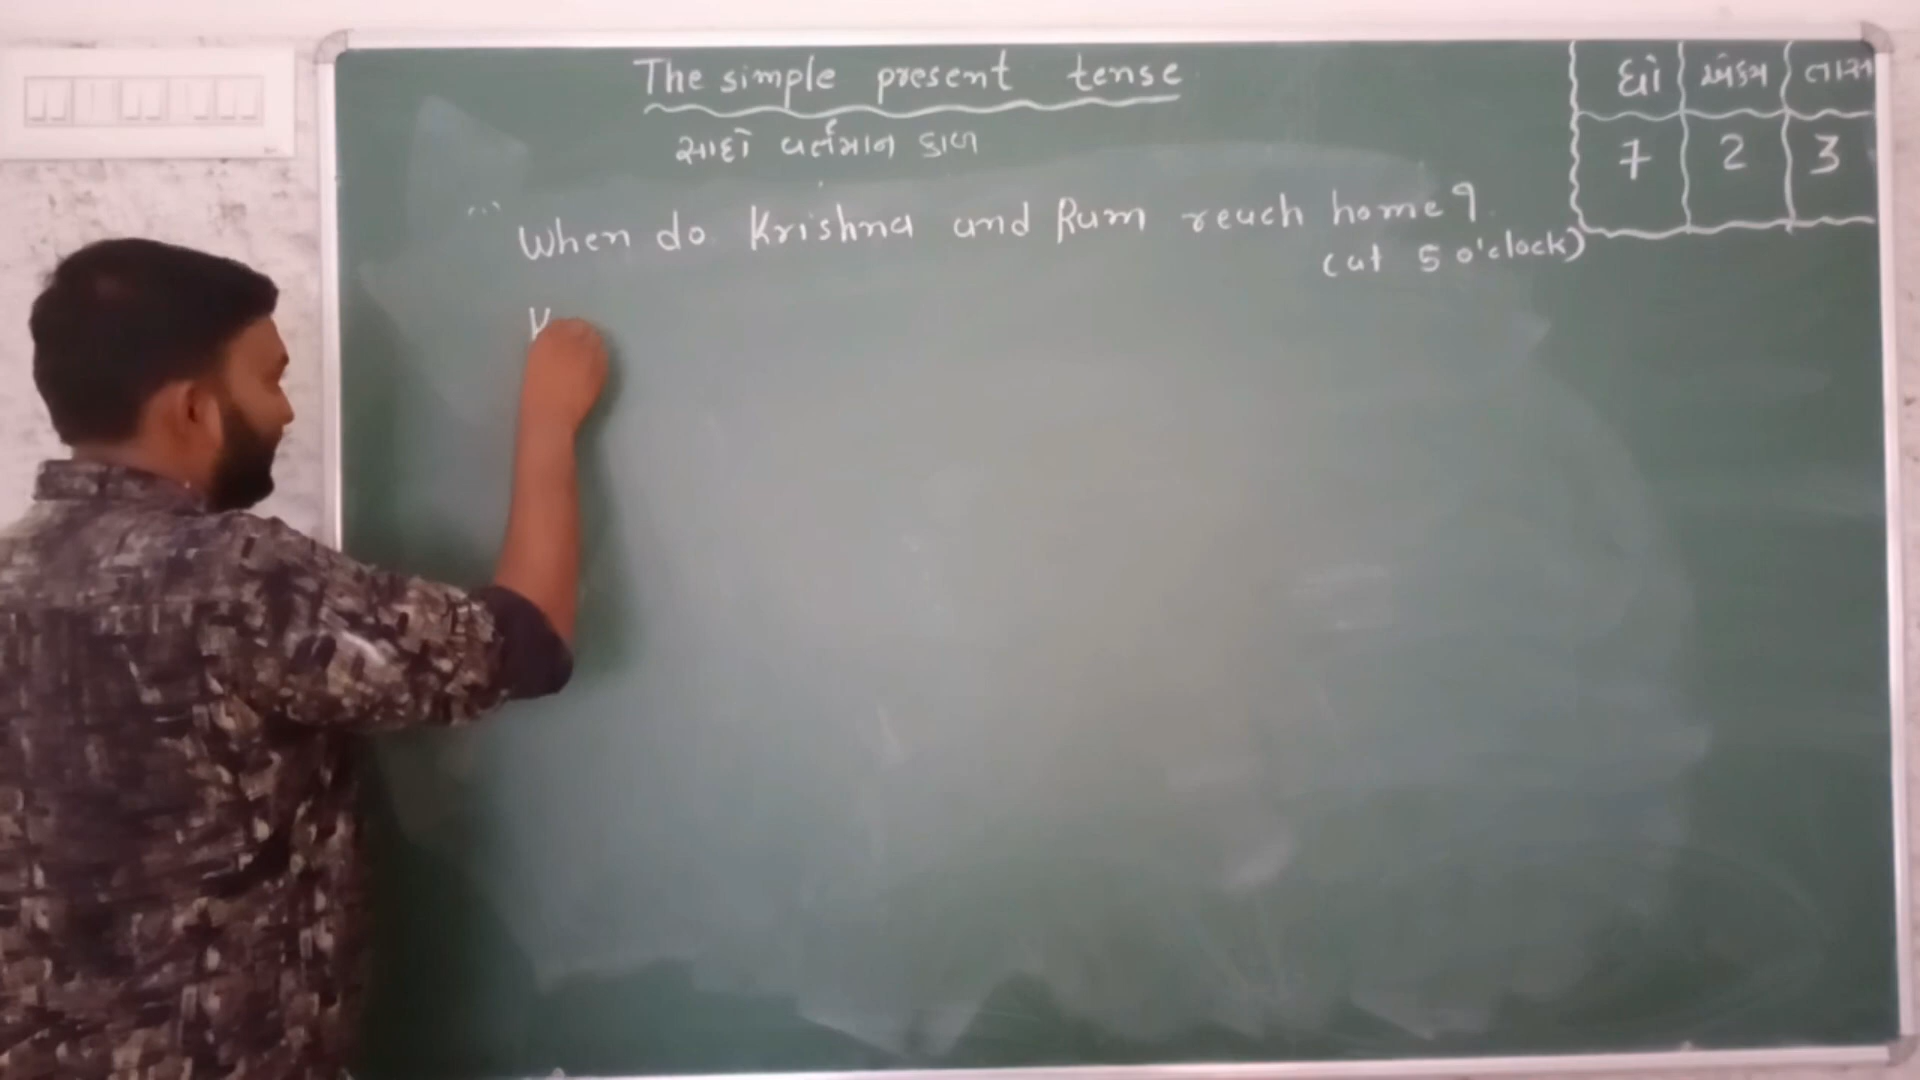 The simple present tense
સાદો વર્તમાન કાળ
When do Krishna and Ram reach home?
(at 5 o'clock)
K
ધો એકમ તાસ
7 2 3